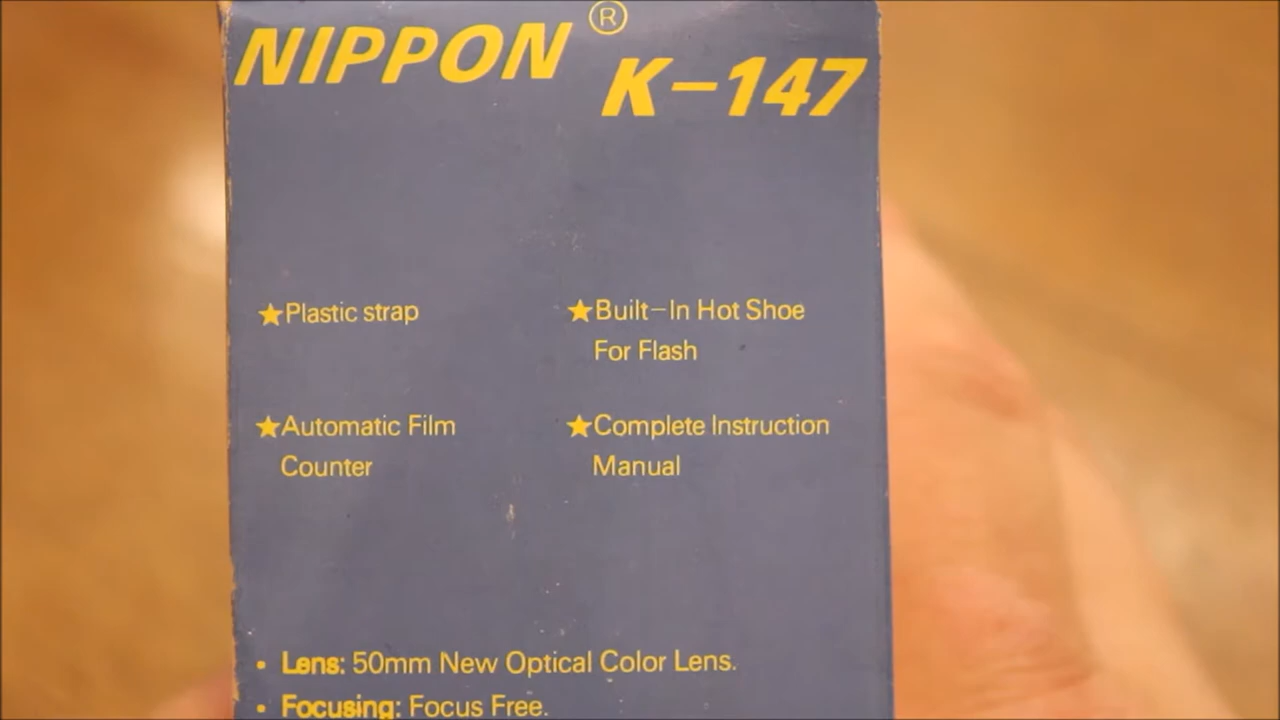 NIPPON ®
K-147
★Plastic strap
★Built-In Hot Shoe
For Flash
★Automatic Film
Counter
★Complete Instruction
Manual
• Lens: 50mm New Optical Color Lens.
• Focusing: Focus Free.